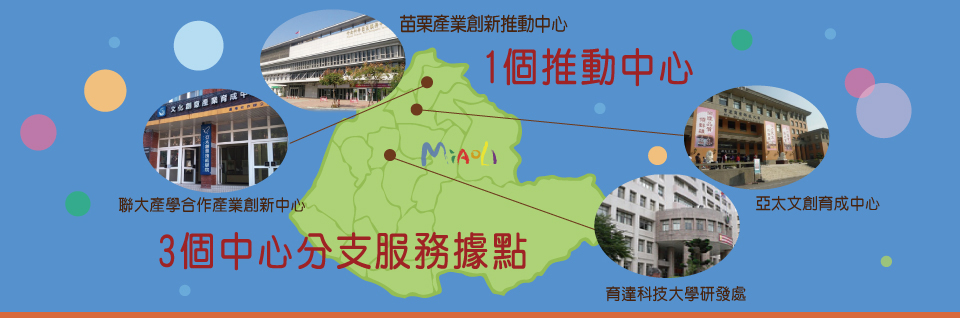 苗栗產業創新推動中心
1個推動中心
文化創意產業育成中
MiAOLI
聯大產學合作產業創新中心
亞太文創育成中心
3個中心分支服務據點
育達科技大學研發處